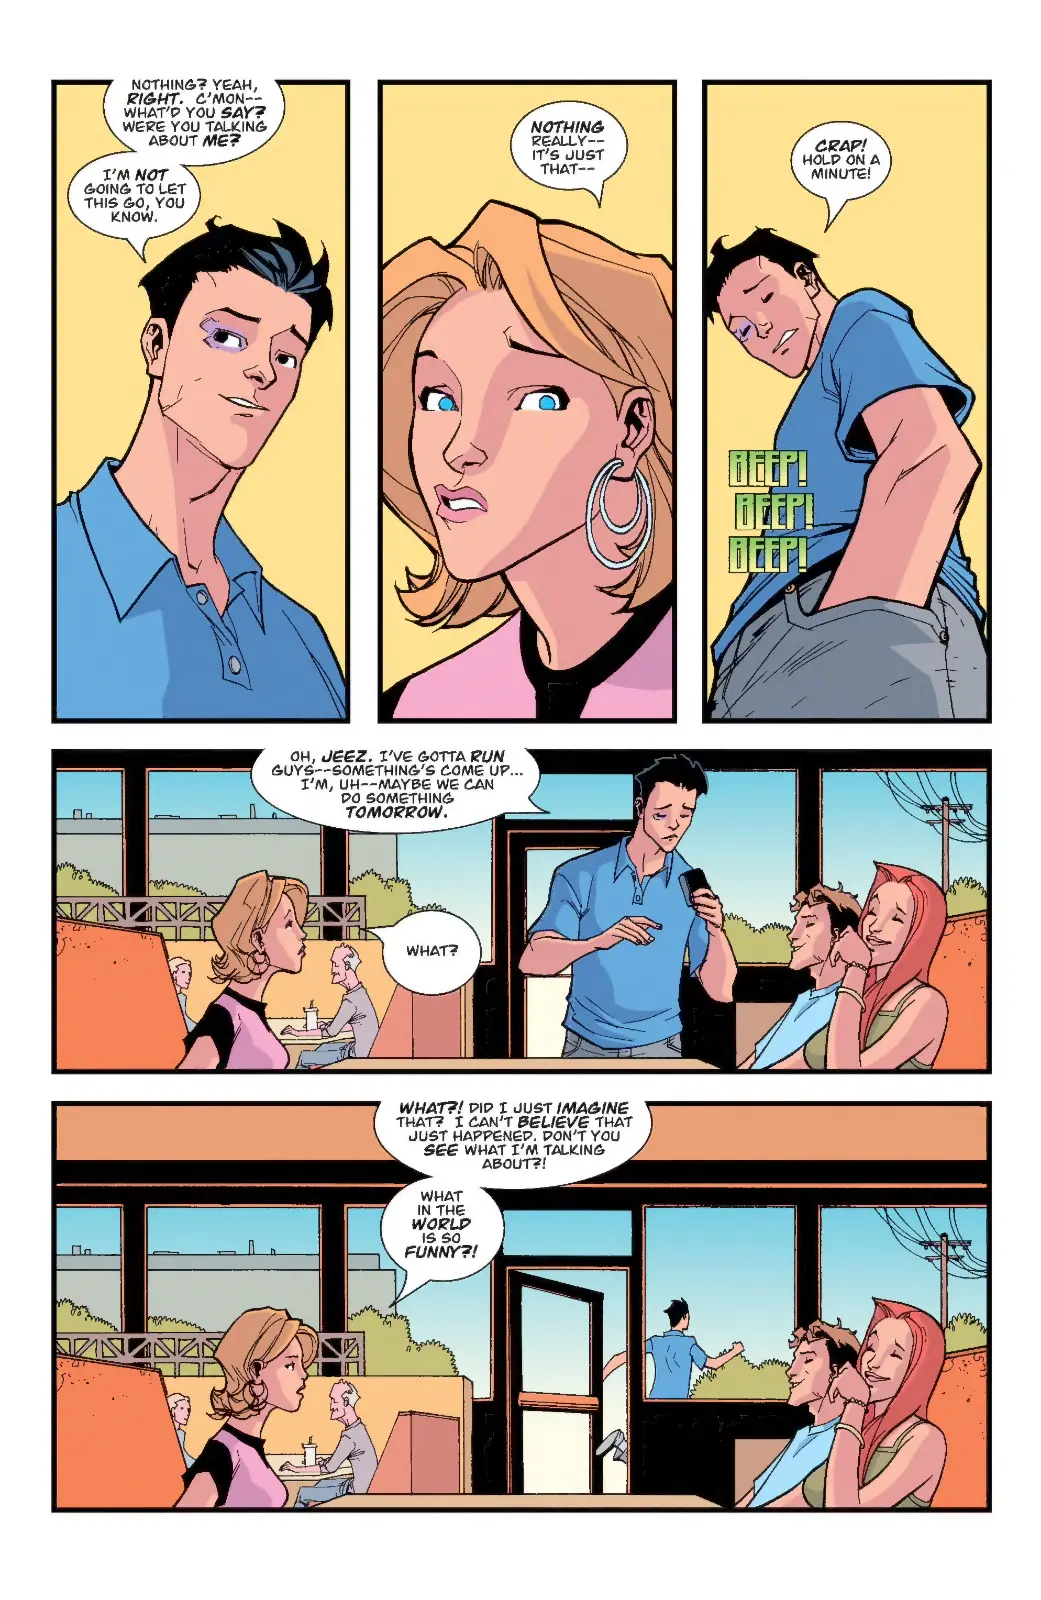 NOTHING? YEAH,
RIGHT. C'MON--
WHAT'D YOU SAY?
WERE YOU TALKING
ABOUT ME?
I'M NOT
GOING TO LET
THIS GO, YOU
KNOW.
NOTHING
REALLY--
IT'S JUST
THAT--
CRAP!
HOLD ON A
MINUTE!
BEEP!
BEEP!
BEEP!
OH, JEEZ. I'VE GOTTA RUN
GUYS--SOMETHING'S COME UP...
I'M, UH--MAYBE WE CAN
DO SOMETHING
TOMORROW.
WHAT?
WHAT?! DID I JUST IMAGINE
THAT? I CAN'T BELIEVE THAT
JUST HAPPENED. DON'T YOU
SEE WHAT I'M TALKING
ABOUT?!
WHAT
IN THE
WORLD
IS SO
FUNNY?!